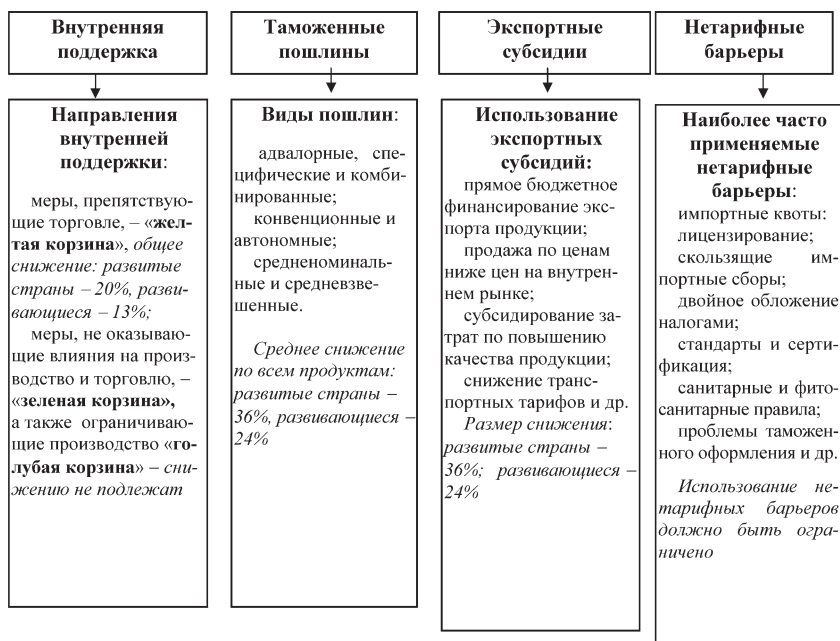 Внутренняя
поддержка
Направления
внутренней
поддержки:
меры, препятствую-
щие торговле, – «жел-
тая корзина», общее
снижение: развитые
страны – 20%, разви-
вающиеся – 13%;
меры, не оказываю-
щие влияния на произ-
водство и торговлю, –
«зеленая корзина»,
а также ограничиваю-
щие производство «го-
лубая корзина» – сни-
жению не подлежат
Таможенные
пошлины
Виды пошлин:
адвалорные, спе-
цифические и комби-
нированные;
конвенционные и
автономные;
средненоминаль-
ные и средневзве-
шенные.
Среднее снижение
по всем продуктам:
развитые страны –
36%, развивающиеся –
24%
Экспортные
субсидии
Использование
экспортных
субсидий:
прямое бюджетное
финансирование экс-
порта продукции;
продажа по ценам
ниже цен на внутрен-
нем рынке;
субсидирование за-
трат по повышению
качества продукции;
снижение транс-
портных тарифов и др.
Размер снижения:
развитые страны –
36%; развивающиеся –
24%
Нетарифные
барьеры
Наиболее часто
применяемые
нетарифные
барьеры:
импортные квоты:
лицензирование;
скользящие им-
портные сборы;
двойное обложение
налогами;
стандарты и серти-
фикация;
санитарные и фито-
санитарные правила;
проблемы таможен-
ного оформления и др.
Использование не-
тарифных барьеров
должно быть огра-
ничено